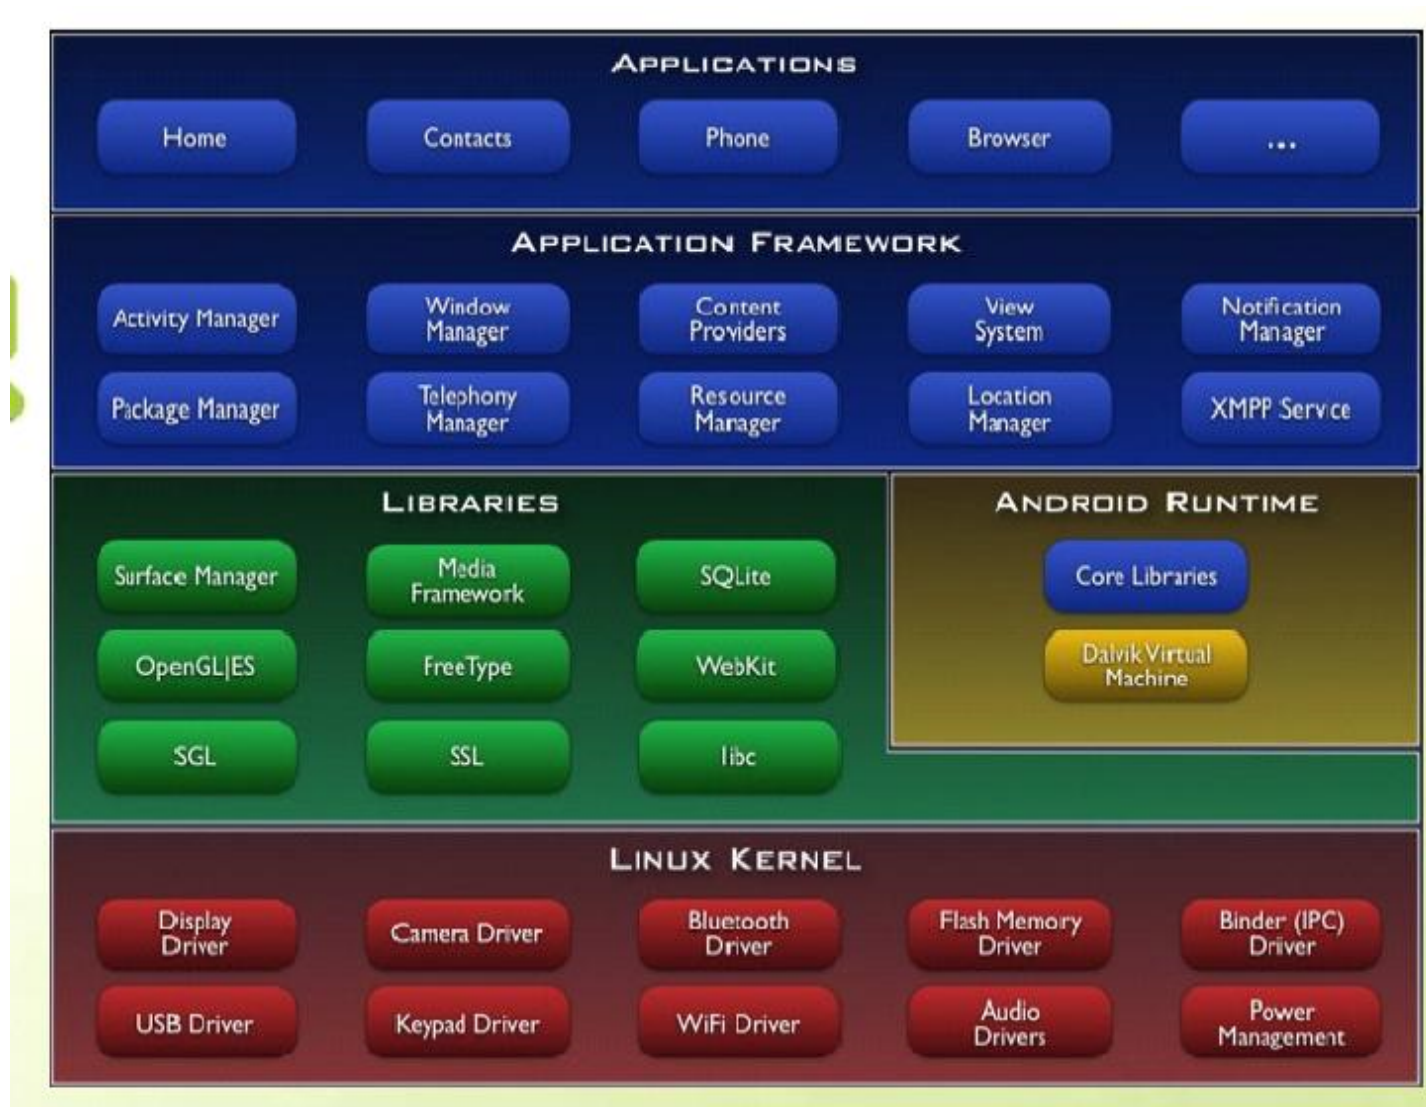 APPLICATIONS
Home
Contacts
Phone
Browser
...
APPLICATION FRAMEWORK
Activity Manager
Window
Manager
Content
Providers
View
System
Notification
Manager
Package Manager
Telephony
Manager
Resource
Manager
Location
Manager
XMPP Service
LIBRARIES
Surface Manager
Media
Framework
SQLite
OpenGL|ES
FreeType
WebKit
SGL
SSL
libc
ANDROID RUNTIME
Core Libraries
Dalvik Virtual
Machine
LINUX KERNEL
Display
Driver
Camera Driver
Bluetooth
Driver
Flash Memory
Driver
Binder (IPC)
Driver
USB Driver
Keypad Driver
WiFi Driver
Audio
Drivers
Power
Management